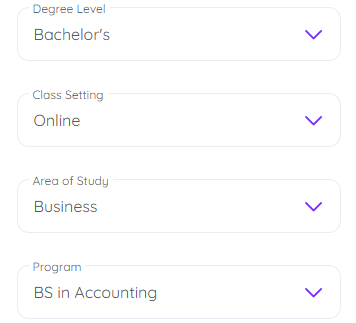 Degree Level
Bachelor's
Class Setting
Online
Area of Study
Business
Program
BS in Accounting